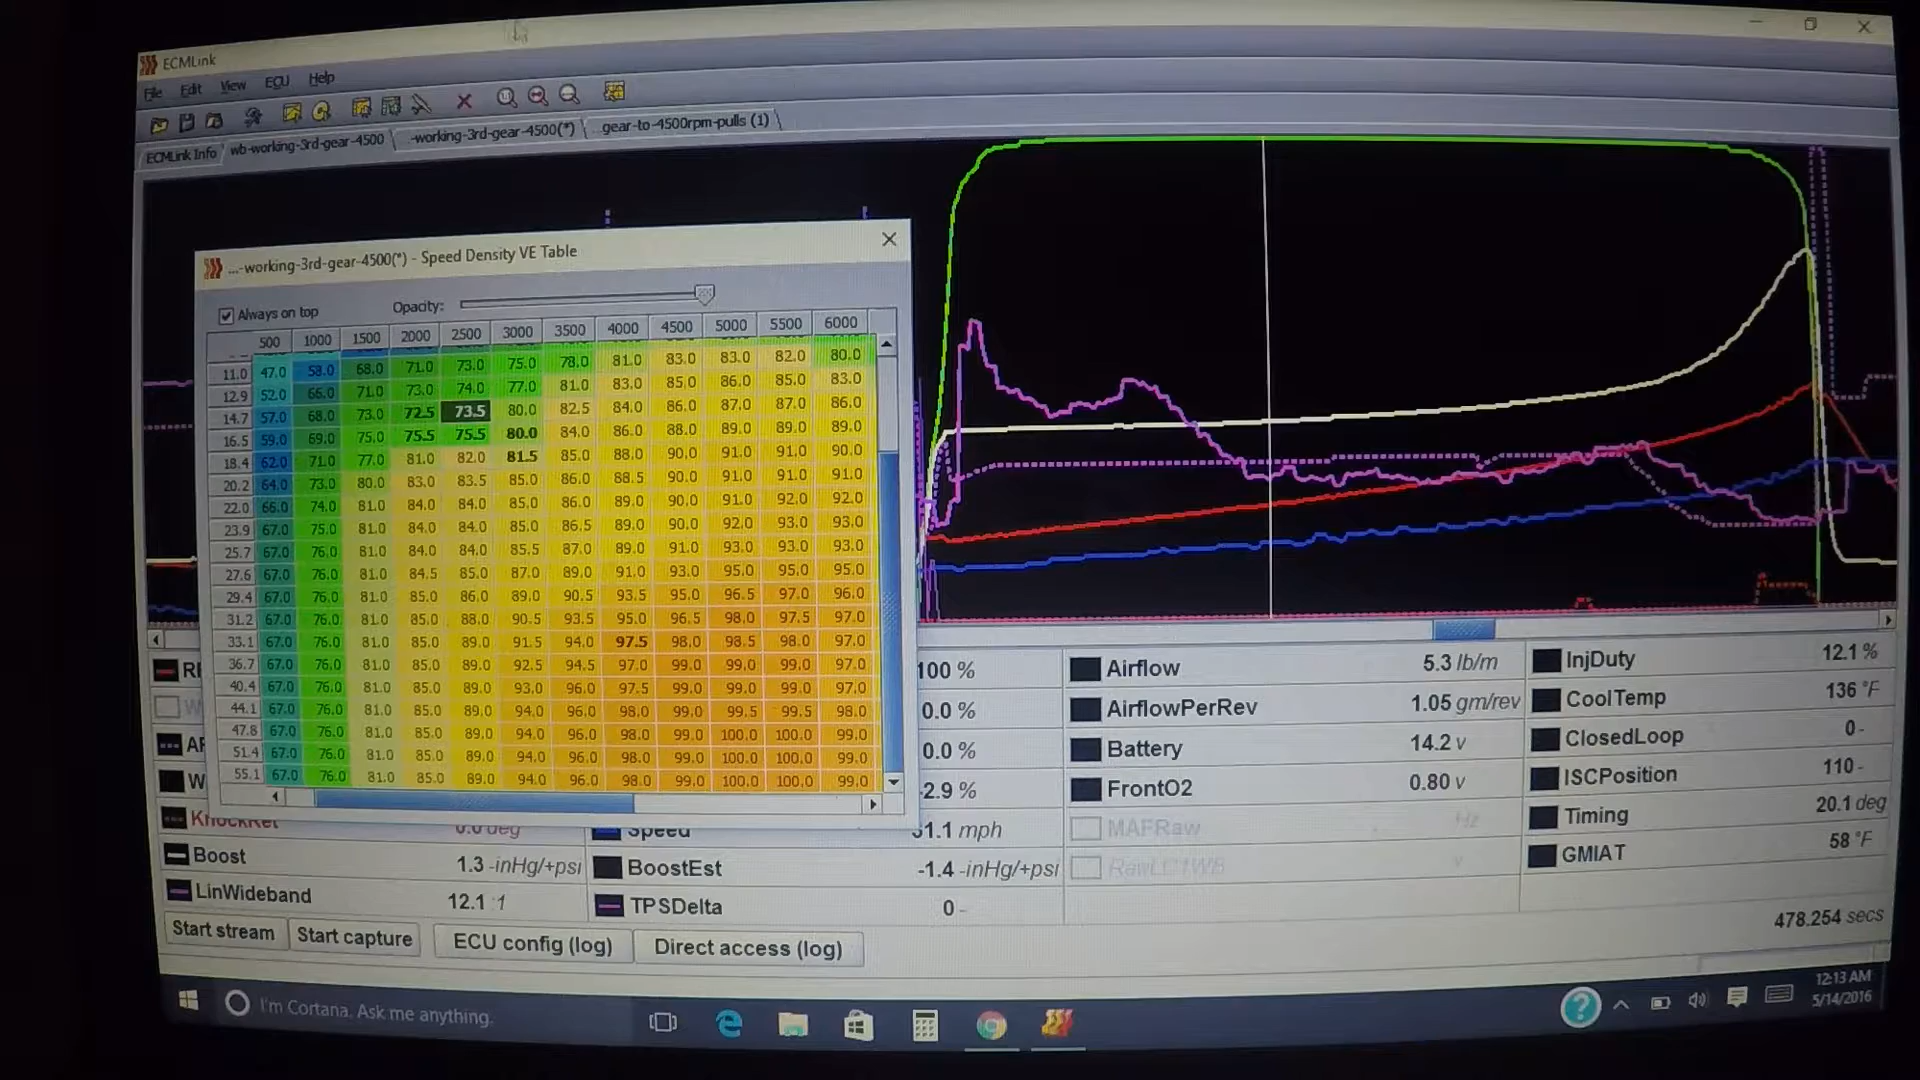 ECMLink
File Edit View ECU Help
ECMLink Info wb-working-3rd-gear-4500 ...-working-3rd-gear-4500(*) ...gear-to-4500rpm-pulls (1)
...-working-3rd-gear-4500(*) - Speed Density VE Table
Always on top Opacity:
500 1000 1500 2000 2500 3000 3500 4000 4500 5000 5500 6000
11.0 47.0 58.0 68.0 71.0 73.0 75.0 78.0 81.0 83.0 83.0 82.0 80.0
12.9 52.0 66.0 71.0 73.0 74.0 77.0 81.0 83.0 85.0 86.0 85.0 83.0
14.7 57.0 68.0 73.0 72.5 73.5 80.0 82.5 84.0 86.0 87.0 87.0 86.0
16.5 59.0 69.0 75.0 75.5 75.5 80.0 84.0 86.0 88.0 89.0 89.0 89.0
18.4 62.0 71.0 77.0 81.0 82.0 81.5 85.0 88.0 90.0 91.0 91.0 90.0
20.2 64.0 73.0 80.0 83.0 83.5 85.0 86.0 88.5 90.0 91.0 91.0 91.0
22.0 66.0 74.0 81.0 84.0 84.0 85.0 86.0 89.0 90.0 91.0 92.0 92.0
23.9 67.0 75.0 81.0 84.0 84.0 85.0 86.5 89.0 90.0 92.0 93.0 93.0
25.7 67.0 76.0 81.0 84.0 84.0 85.5 87.0 89.0 91.0 93.0 93.0 93.0
27.6 67.0 76.0 81.0 84.5 85.0 87.0 89.0 91.0 93.0 95.0 95.0 95.0
29.4 67.0 76.0 81.0 85.0 86.0 89.0 90.5 93.5 95.0 96.5 97.0 96.0
31.2 67.0 76.0 81.0 85.0 88.0 90.5 93.5 95.0 96.5 98.0 97.5 97.0
33.1 67.0 76.0 81.0 85.0 89.0 91.5 94.0 97.5 98.0 98.5 98.0 97.0
36.7 67.0 76.0 81.0 85.0 89.0 92.5 94.5 97.0 99.0 99.0 99.0 97.0
40.4 67.0 76.0 81.0 85.0 89.0 93.0 96.0 97.5 99.0 99.0 99.0 97.0
44.1 67.0 76.0 81.0 85.0 89.0 94.0 96.0 98.0 99.0 99.5 99.5 98.0
47.8 67.0 76.0 81.0 85.0 89.0 94.0 96.0 98.0 99.0 100.0 100.0 99.0
51.4 67.0 76.0 81.0 85.0 89.0 94.0 96.0 98.0 99.0 100.0 100.0 99.0
55.1 67.0 76.0 81.0 85.0 89.0 94.0 96.0 98.0 99.0 100.0 100.0 99.0
100 % Airflow 5.3 lb/m InjDuty 12.1 %
0.0 % AirflowPerRev 1.05 gm/rev CoolTemp 136 °F
0.0 % Battery 14.2 v ClosedLoop 0 -
-2.9 % FrontO2 0.80 v ISCPosition 110 -
KnockRet 0.0 deg Speed 51.1 mph MAFRaw Hz Timing 20.1 deg
Boost 1.3 -inHg/+psi BoostEst -1.4 -inHg/+psi v GMIAT 58 °F
LinWideband 12.1 :1 TPSDelta 0 -
478.254 secs
Start stream Start capture ECU config (log) Direct access (log)
I'm Cortana. Ask me anything.
12:13 AM
5/14/2016